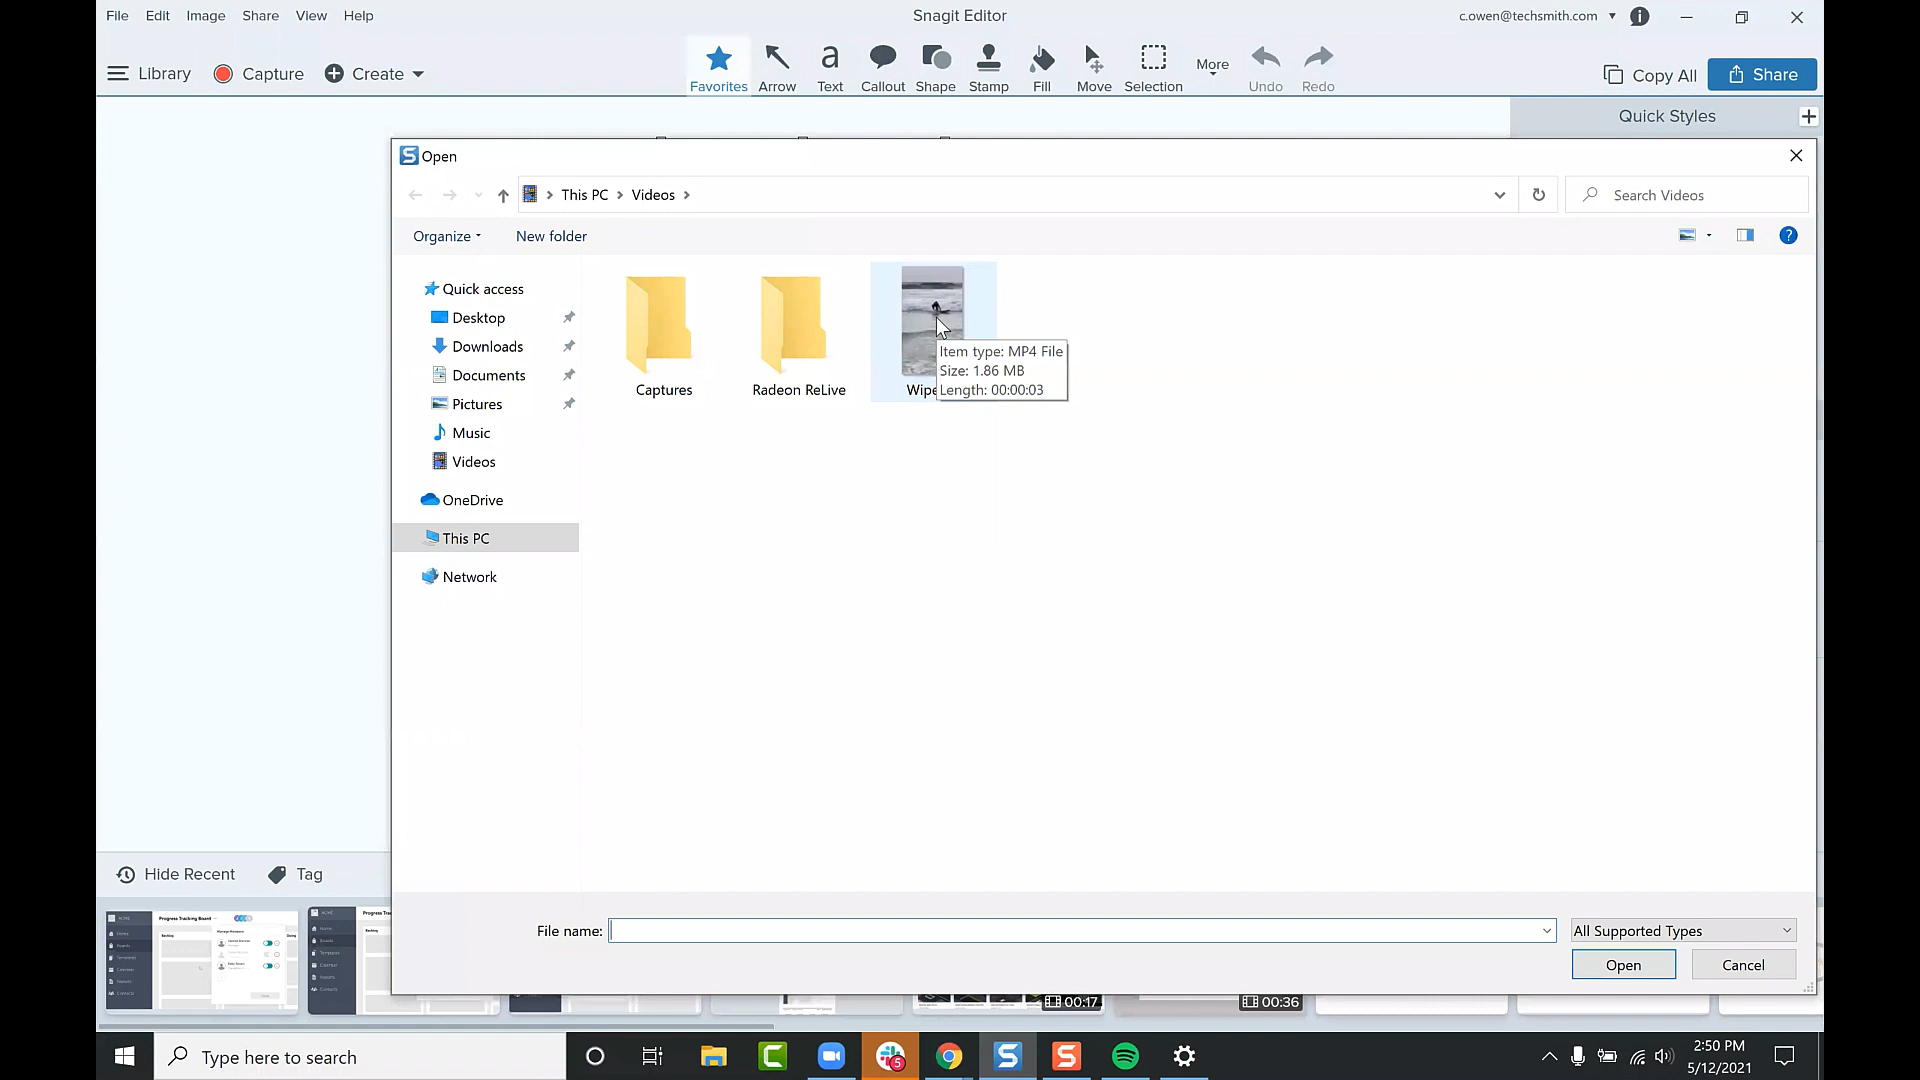 File Edit Image Share View Help
Snagit Editor
c.owen@techsmith.com
Library Capture Create
Favorites Arrow Text Callout Shape Stamp Fill Move Selection More Undo Redo
Copy All Share
Quick Styles
Open
This PC Videos
Search Videos
Organize New folder
Quick access
Desktop
Downloads
Documents
Pictures
Music
Videos
OneDrive
This PC
Network
Captures
Radeon ReLive
Wipe
Item type: MP4 File
Size: 1.86 MB
Length: 00:00:03
File name:
All Supported Types
Open Cancel
Hide Recent Tag
Progress Tracking Board
00:17
00:36
Type here to search
5
2:50 PM
5/12/2021